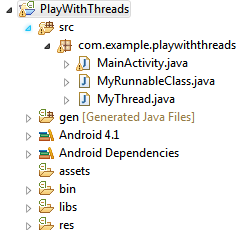 PlayWithThreads
src
com.example.playwiththreads
MainActivity.java
MyRunnableClass.java
MyThread.java
gen [Generated Java Files]
Android 4.1
Android Dependencies
assets
bin
libs
res